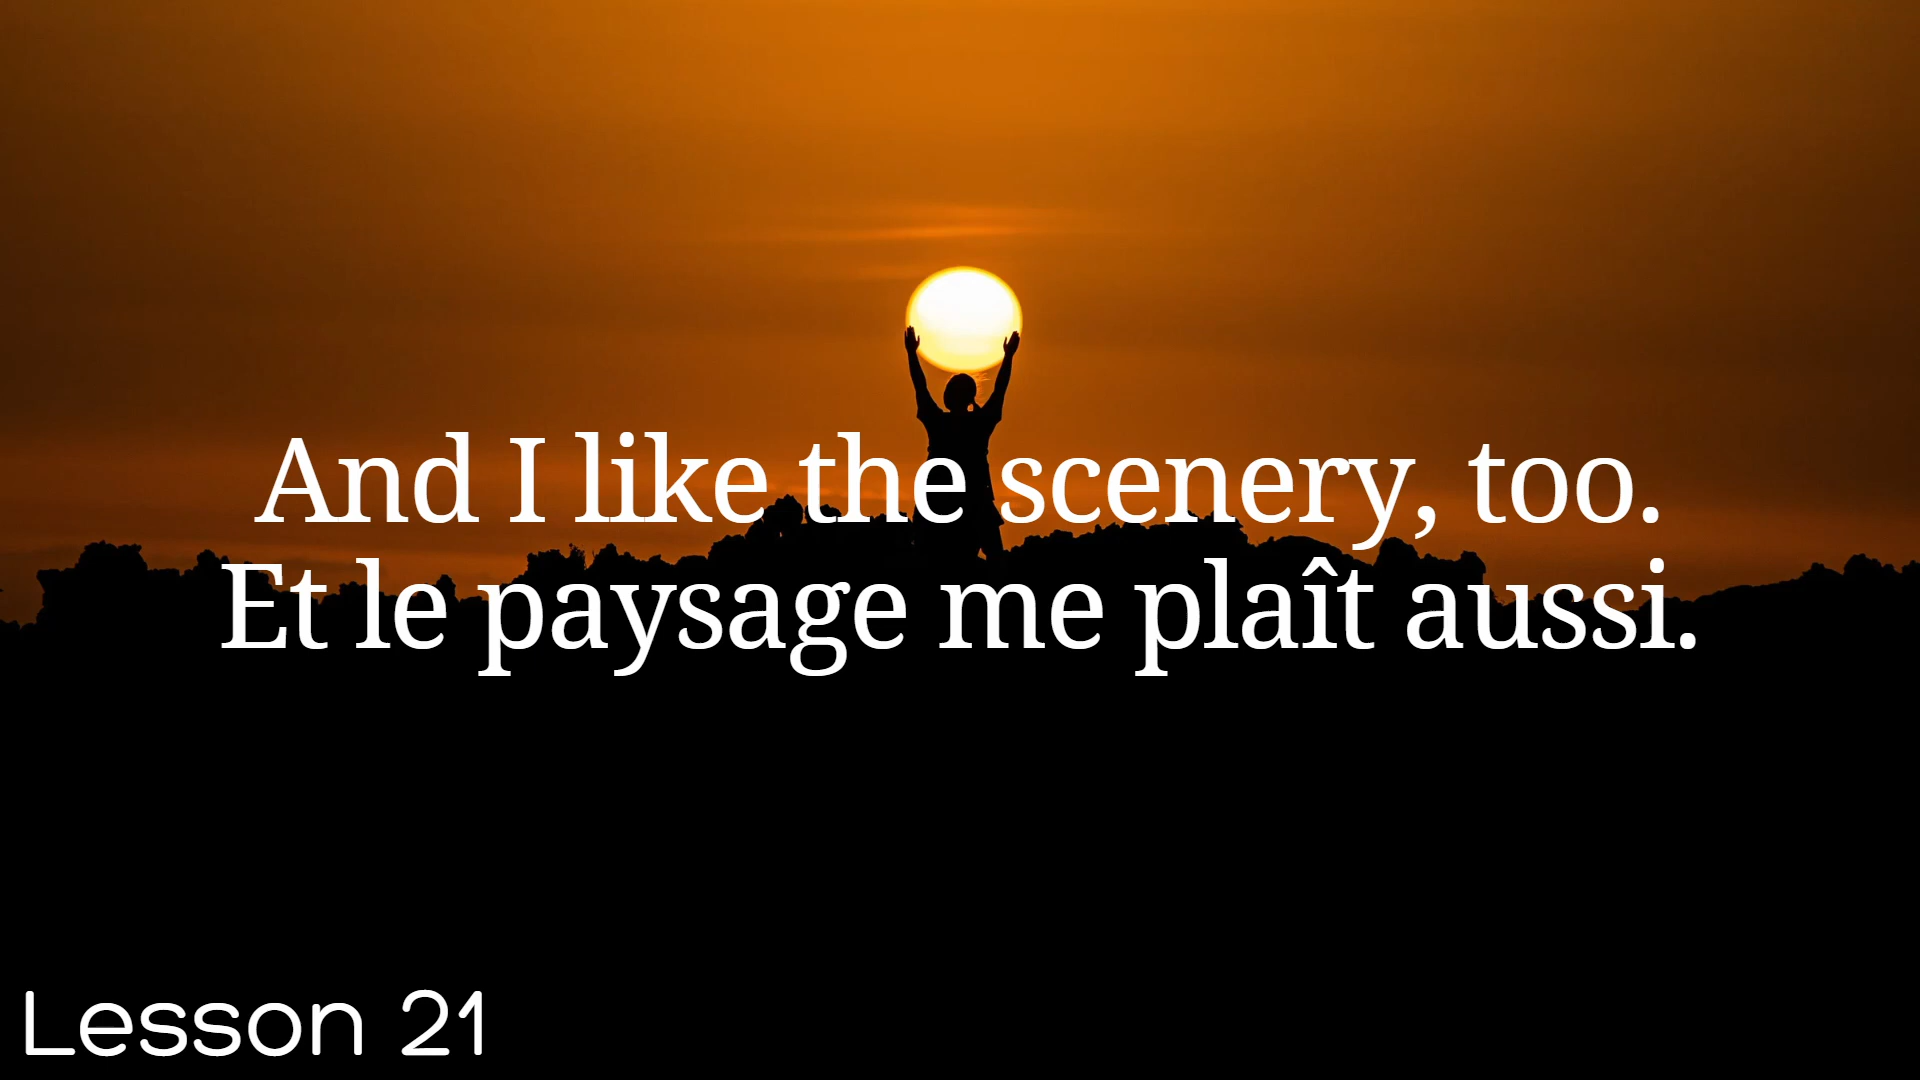 And I like the scenery, too.
Et le paysage me plaît aussi.
Lesson 21